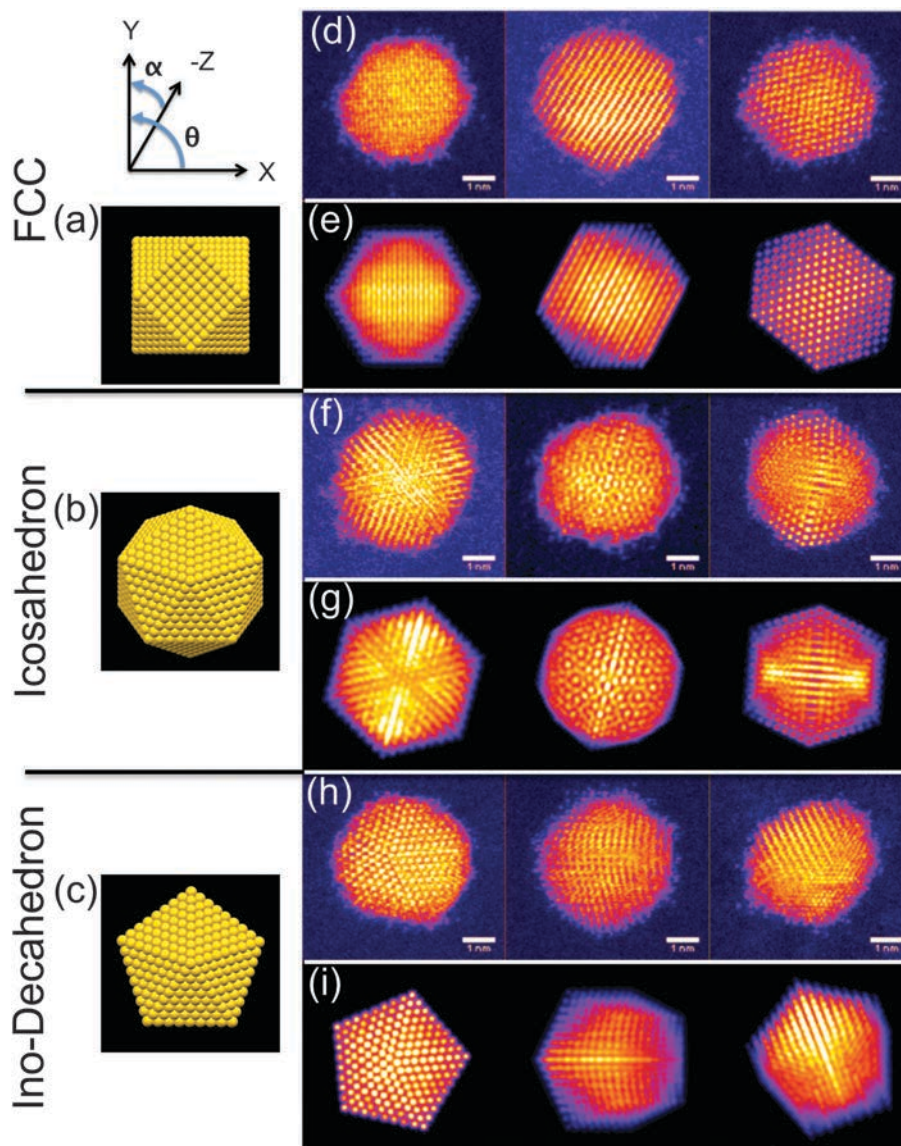 Y
α
-Z
θ
X
FCC
(a)
(d)
1 nm
1 nm
1 nm
(e)
Icosahedron
(b)
(f)
1 nm
1 nm
1 nm
(g)
Ino-Decahedron
(c)
(h)
1 nm
1 nm
1 nm
(i)